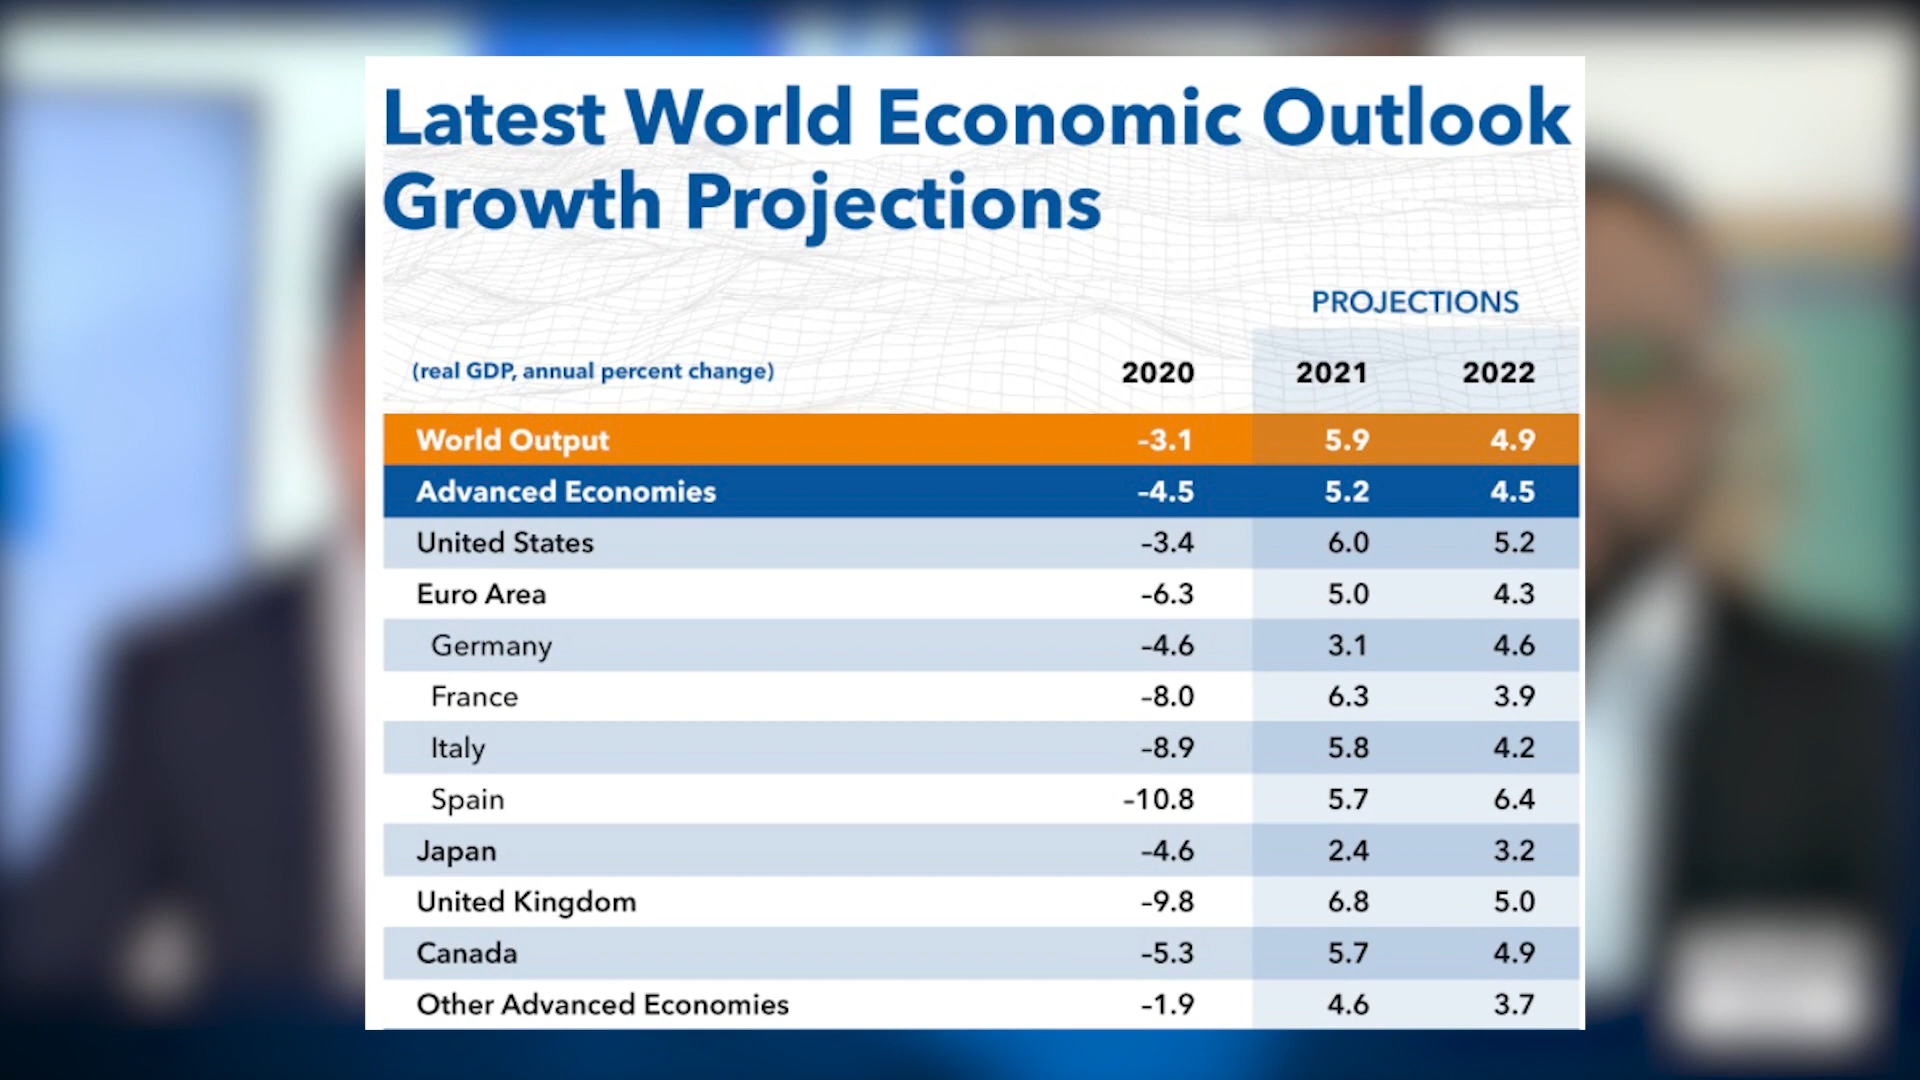 Latest World Economic Outlook
Growth Projections
PROJECTIONS
(real GDP, annual percent change) 2020 2021 2022
World Output –3.1 5.9 4.9
Advanced Economies –4.5 5.2 4.5
United States –3.4 6.0 5.2
Euro Area –6.3 5.0 4.3
Germany –4.6 3.1 4.6
France –8.0 6.3 3.9
Italy –8.9 5.8 4.2
Spain –10.8 5.7 6.4
Japan –4.6 2.4 3.2
United Kingdom –9.8 6.8 5.0
Canada –5.3 5.7 4.9
Other Advanced Economies –1.9 4.6 3.7